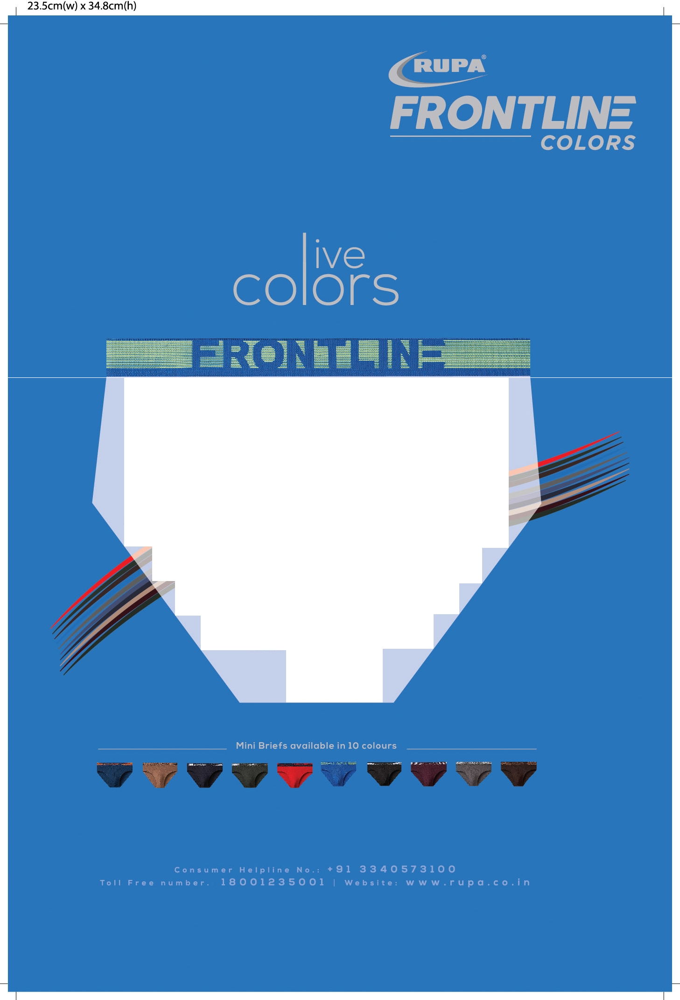 23.5cm(w) x 34.8cm(h)
RUPA®
FRONTLINE
COLORS
live
colors
FRONTLINE
Mini Briefs available in 10 colours
Consumer Helpline No.: +91 3340573100
Toll Free number. 18001235001 | Website: www.rupa.co.in